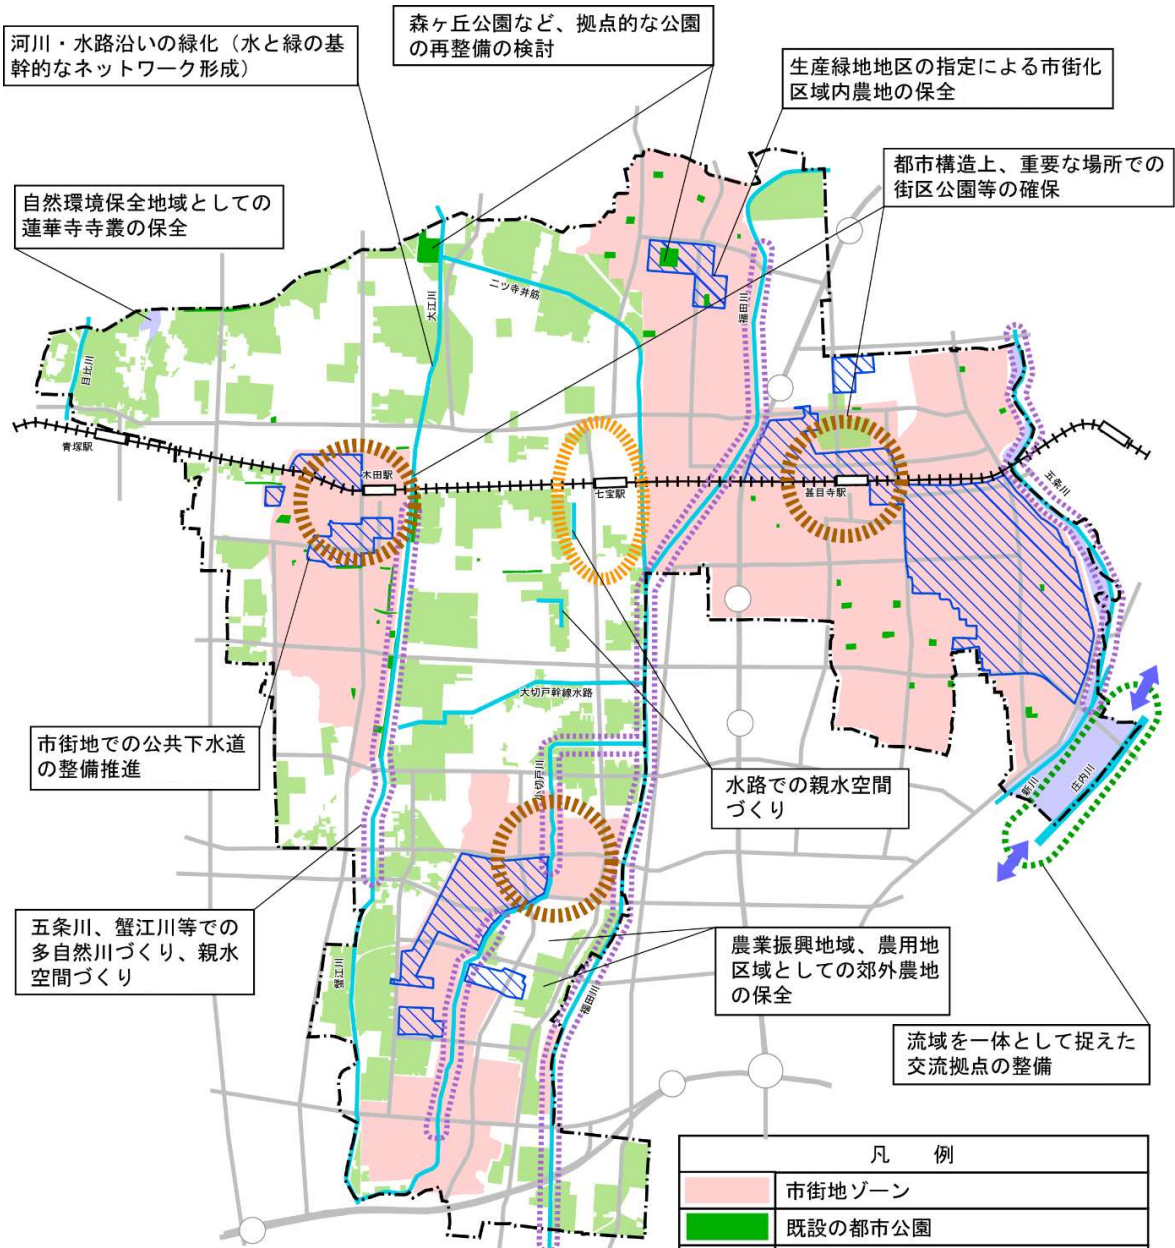 河川・水路沿いの緑化（水と緑の基
幹的なネットワーク形成）
森ヶ丘公園など、拠点的な公園
の再整備の検討
生産緑地地区の指定による市街化
区域内農地の保全
都市構造上、重要な場所での
街区公園等の確保
自然環境保全地域としての
蓮華寺寺叢の保全
大江川
二ツ寺井筋
福田川
目比川
青塚駅
木田駅
七宝駅
甚目寺駅
五条川
大切戸幹線水路
小切戸川
新川
庄内川
市街地での公共下水道
の整備推進
水路での親水空間
づくり
五条川、蟹江川等での
多自然川づくり、親水
空間づくり
蟹江川
福田川
農業振興地域、農用地
区域としての郊外農地
の保全
流域を一体として捉えた
交流拠点の整備
凡　例
市街地ゾーン
既設の都市公園